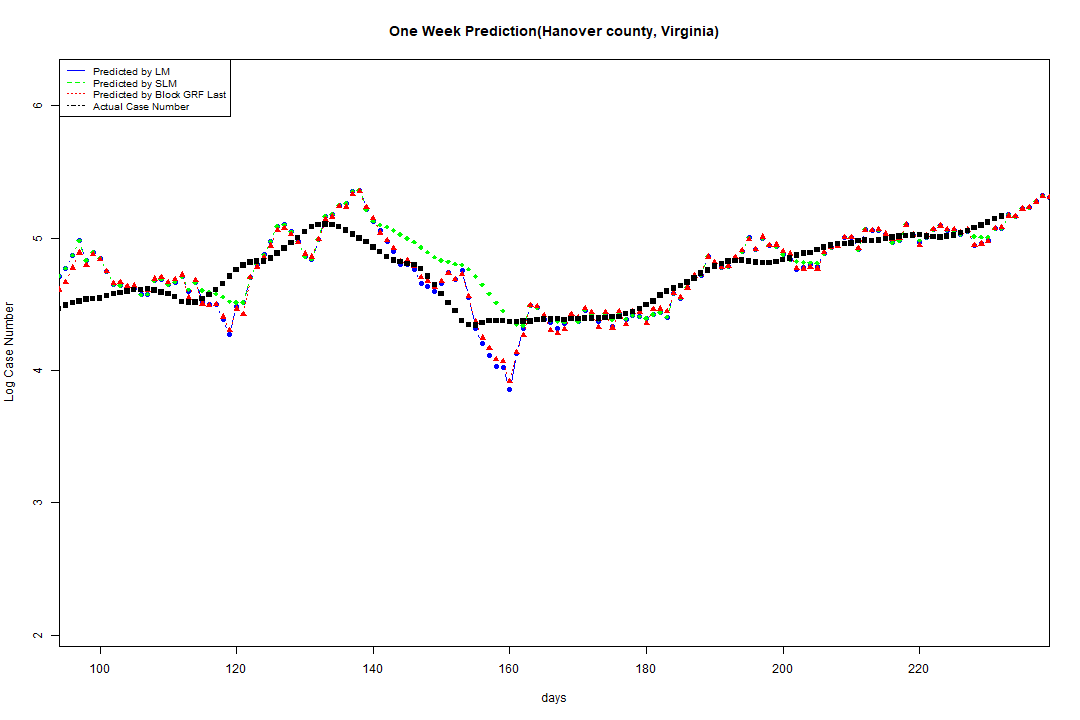 One Week Prediction(Hanover county, Virginia)
Predicted by LM
Predicted by SLM
Predicted by Block GRF Last
Actual Case Number
6
5
4
3
2
Log Case Number
100 120 140 160 180 200 220
days